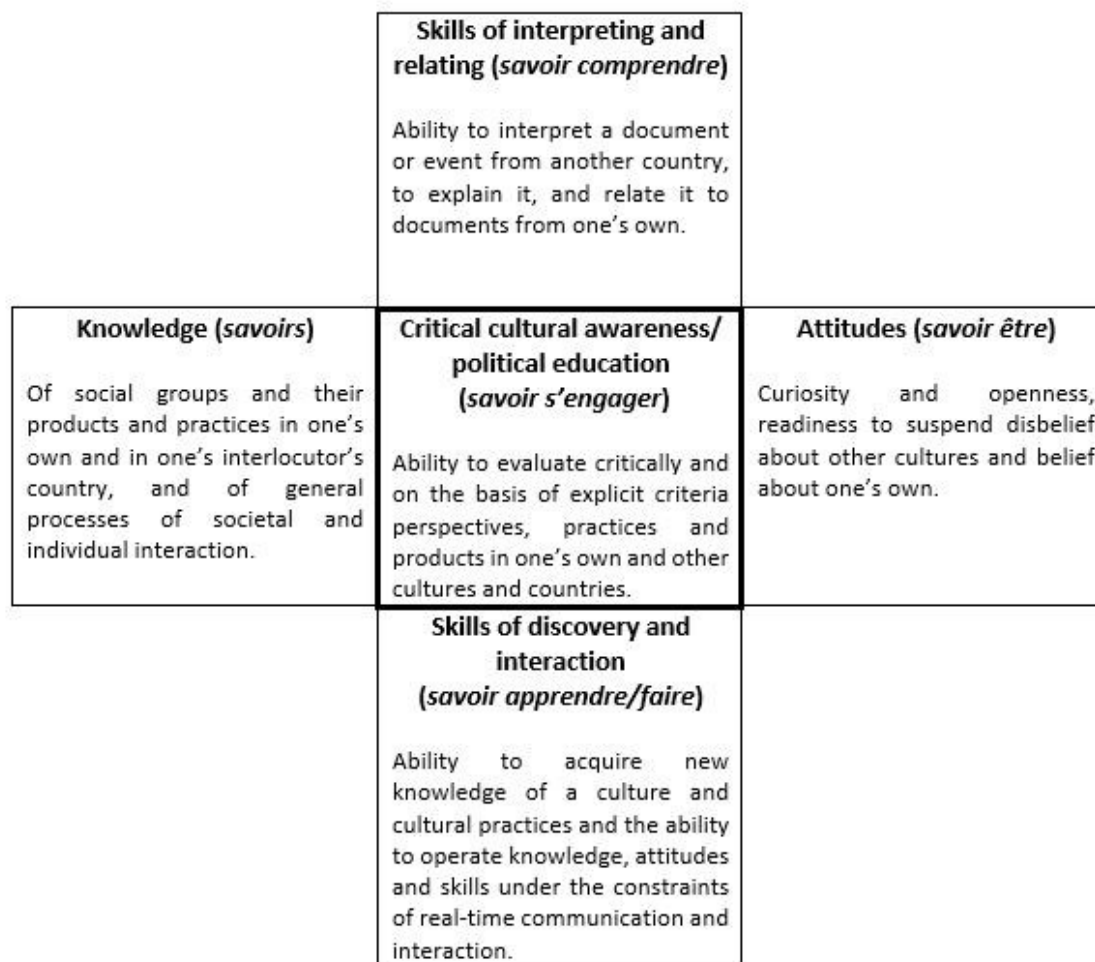 Skills of interpreting and
relating (savoir comprendre)
Ability to interpret a document
or event from another country,
to explain it, and relate it to
documents from one’s own.
Knowledge (savoirs)
Of social groups and their
products and practices in one’s
own and in one’s interlocutor’s
country, and of general
processes of societal and
individual interaction.
Critical cultural awareness/
political education
(savoir s’engager)
Ability to evaluate critically and
on the basis of explicit criteria
perspectives, practices and
products in one’s own and other
cultures and countries.
Attitudes (savoir être)
Curiosity and openness,
readiness to suspend disbelief
about other cultures and belief
about one’s own.
Skills of discovery and
interaction
(savoir apprendre/faire)
Ability to acquire new
knowledge of a culture and
cultural practices and the ability
to operate knowledge, attitudes
and skills under the constraints
of real-time communication and
interaction.